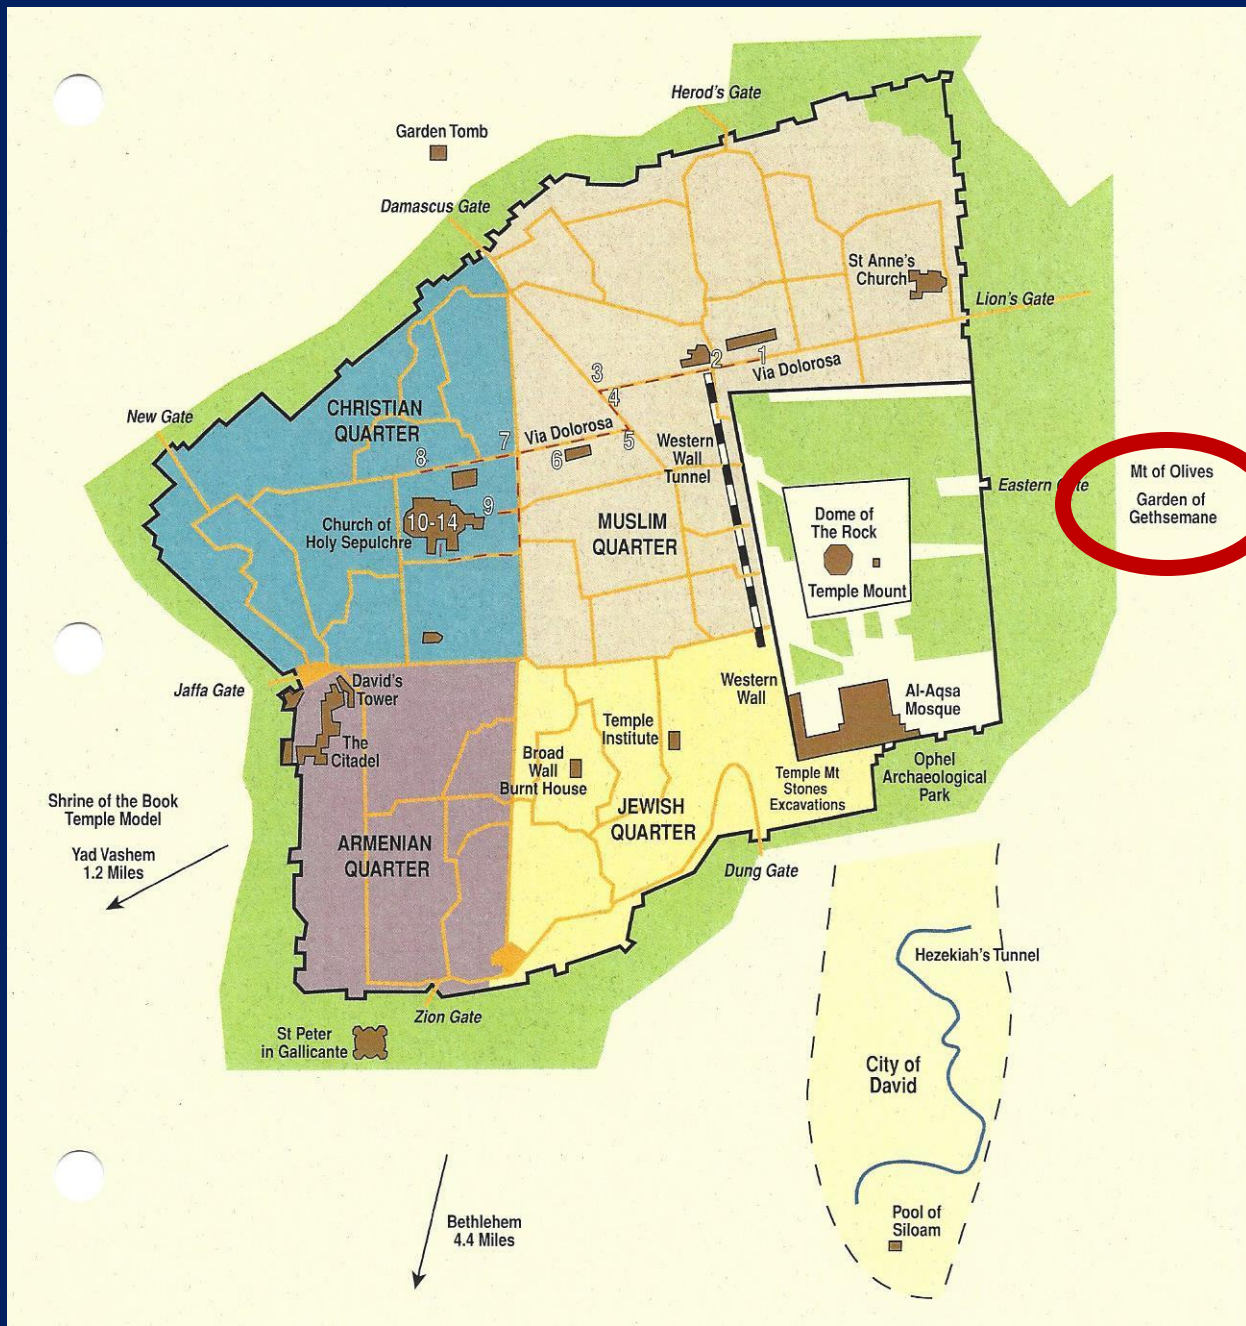 Herod's Gate
Garden Tomb
Damascus Gate
St Anne's
Church
Lion's Gate
1
2
Via Dolorosa
3
4
New Gate
CHRISTIAN
QUARTER
Via Dolorosa
5
6
7
8
Western
Wall
Tunnel
Eastern Gate
Mt of Olives
Garden of
Gethsemane
9
10-14
Church of
Holy Sepulchre
MUSLIM
QUARTER
Dome of
The Rock
Temple Mount
Jaffa Gate
David's
Tower
The
Citadel
Western
Wall
Al-Aqsa
Mosque
Temple
Institute
Broad
Wall
Burnt House
Temple Mt
Stones
Excavations
Ophel
Archaeological
Park
Shrine of the Book
Temple Model
Yad Vashem
1.2 Miles
ARMENIAN
QUARTER
JEWISH
QUARTER
Dung Gate
Hezekiah's Tunnel
Zion Gate
St Peter
in Gallicante
City of
David
Bethlehem
4.4 Miles
Pool of
Siloam